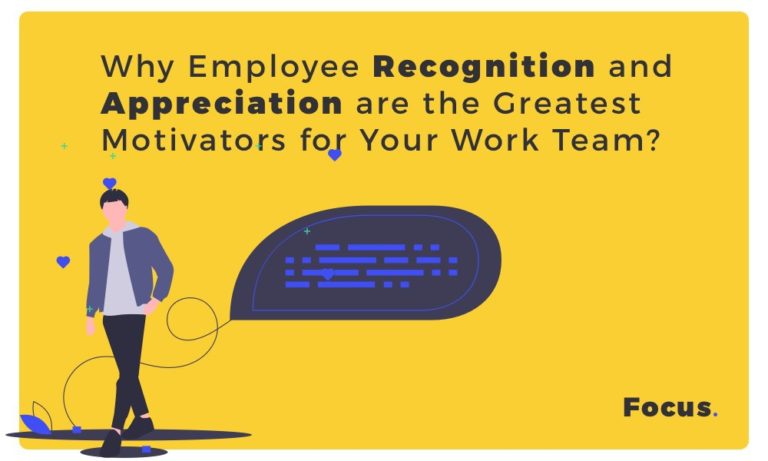 Why Employee Recognition and
Appreciation are the Greatest
Motivators for Your Work Team?
Focus.